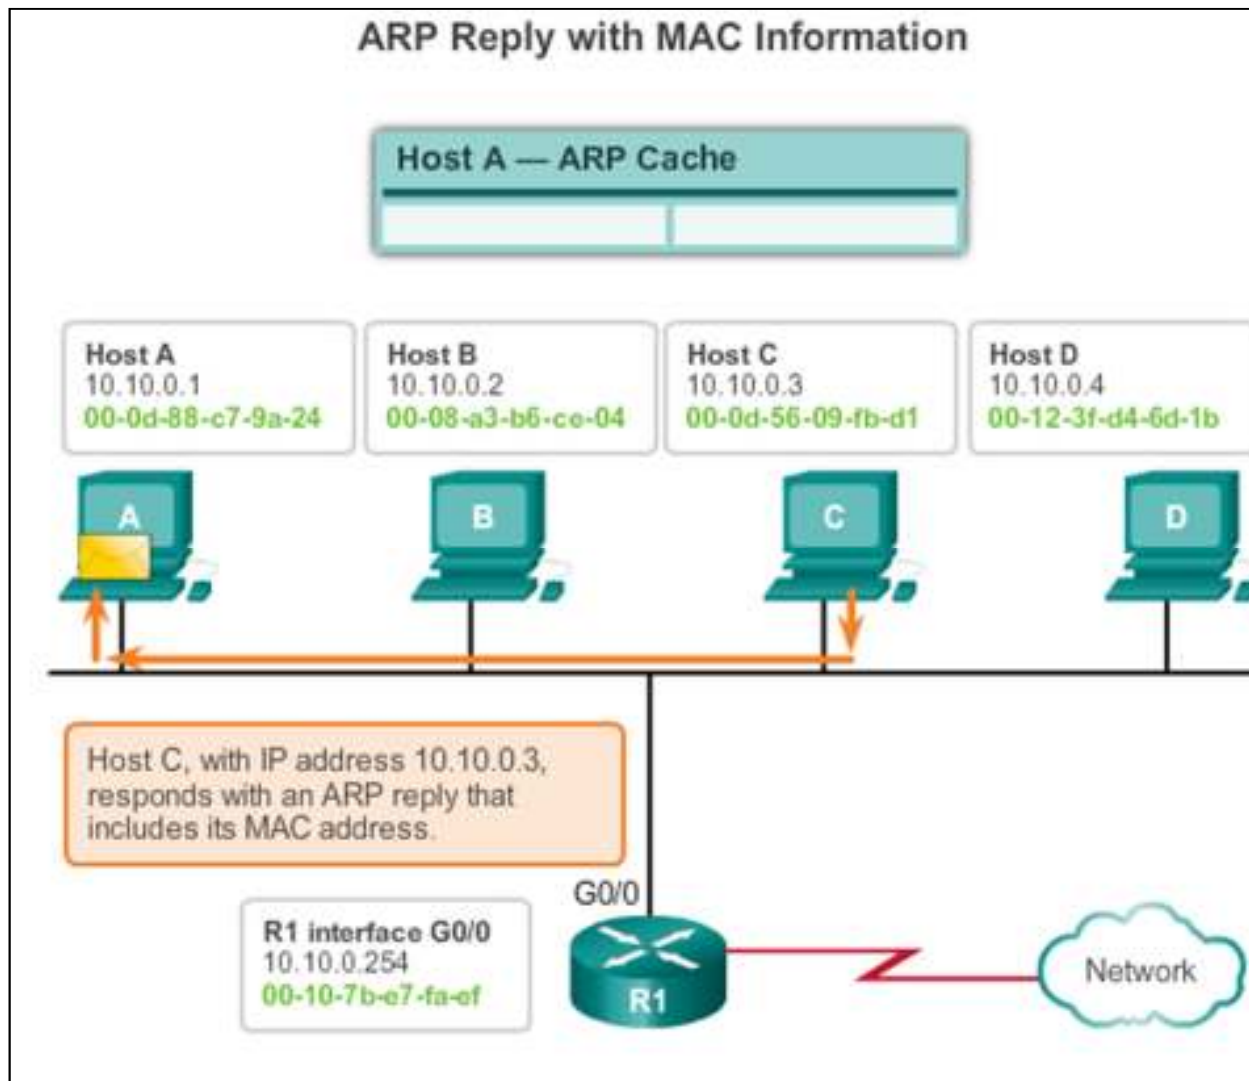 ARP Reply with MAC Information
Host A — ARP Cache
Host A
10.10.0.1
00-0d-88-c7-9a-24
Host B
10.10.0.2
00-08-a3-b6-ce-04
Host C
10.10.0.3
00-0d-56-09-fb-d1
Host D
10.10.0.4
00-12-3f-d4-6d-1b
A
B
C
D
Host C, with IP address 10.10.0.3,
responds with an ARP reply that
includes its MAC address.
G0/0
R1 interface G0/0
10.10.0.254
00-10-7b-e7-fa-ef
R1
Network